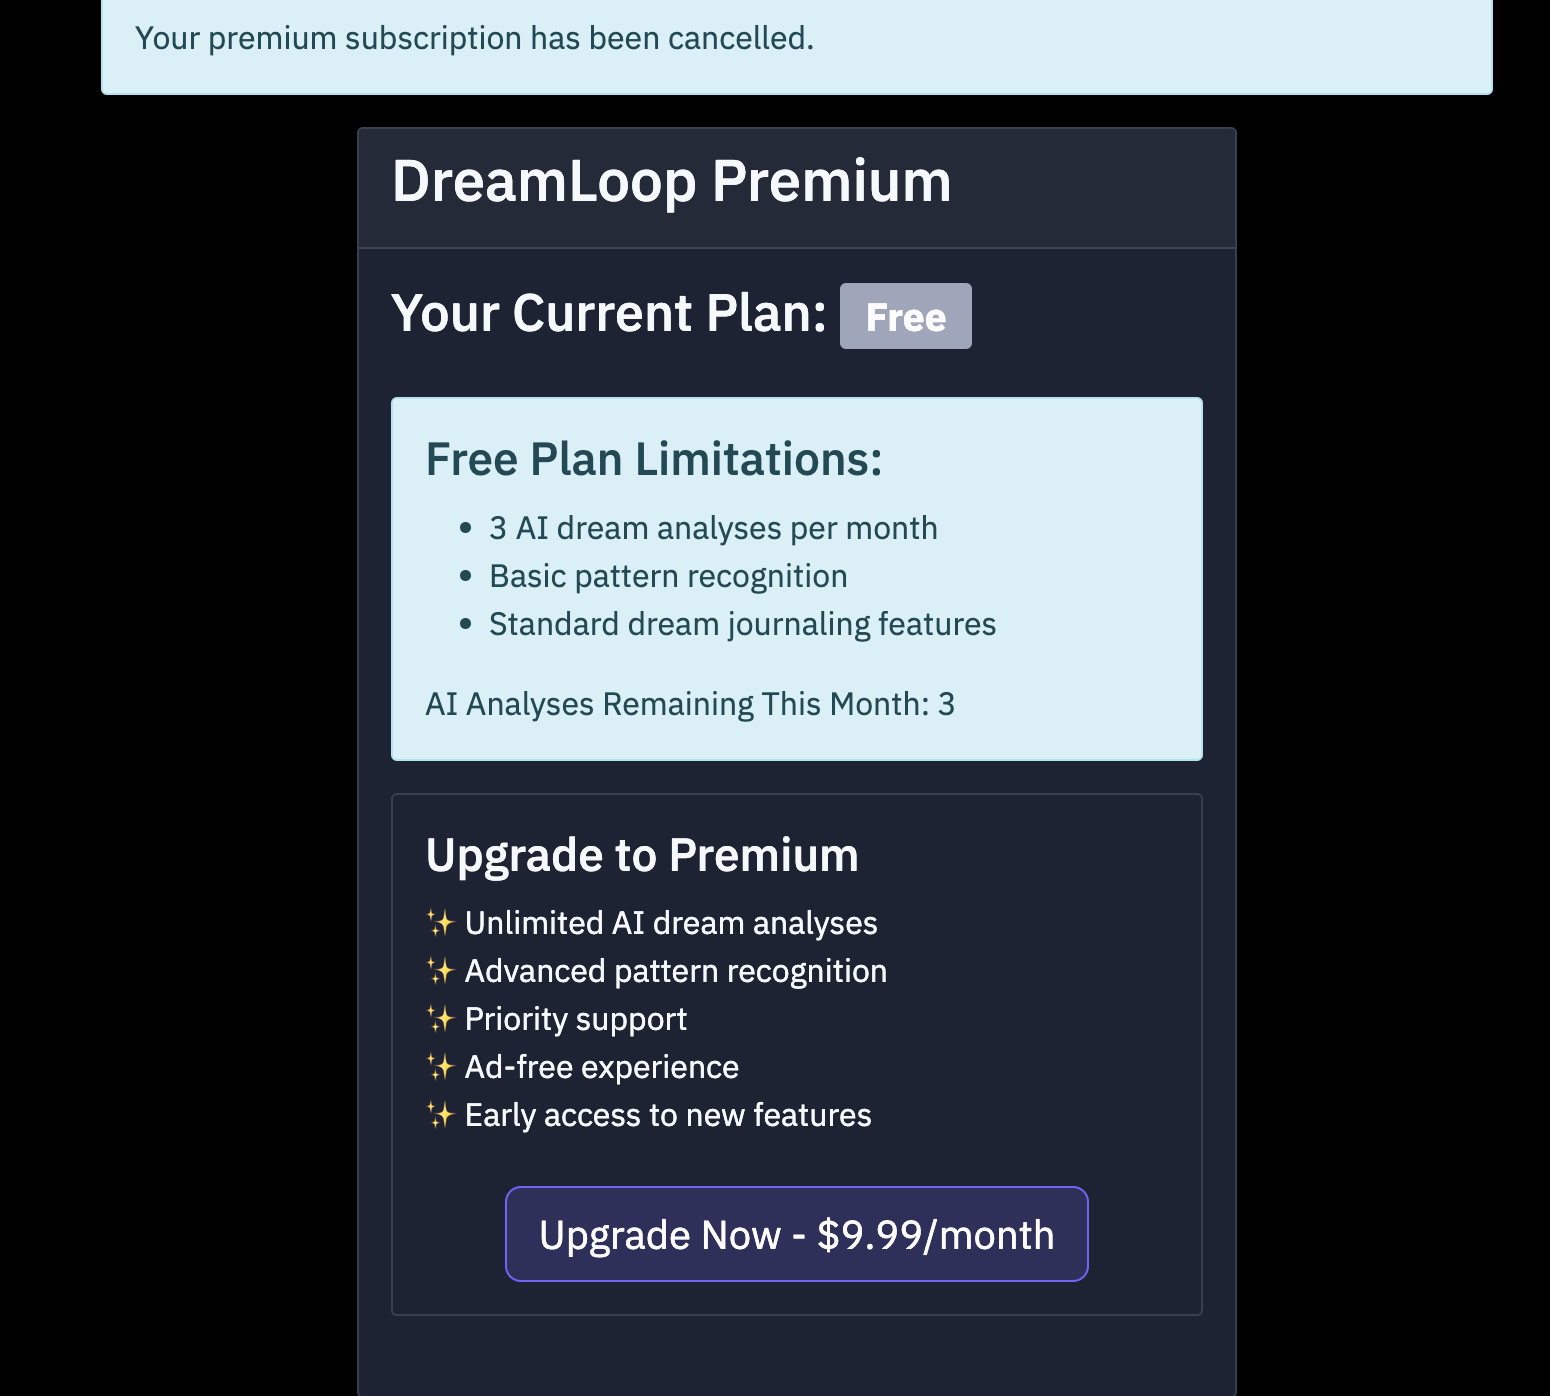 Your premium subscription has been cancelled.
DreamLoop Premium
Your Current Plan: Free
Free Plan Limitations:
• 3 AI dream analyses per month
• Basic pattern recognition
• Standard dream journaling features
AI Analyses Remaining This Month: 3
Upgrade to Premium
✨ Unlimited AI dream analyses
✨ Advanced pattern recognition
✨ Priority support
✨ Ad-free experience
✨ Early access to new features
Upgrade Now - $9.99/month